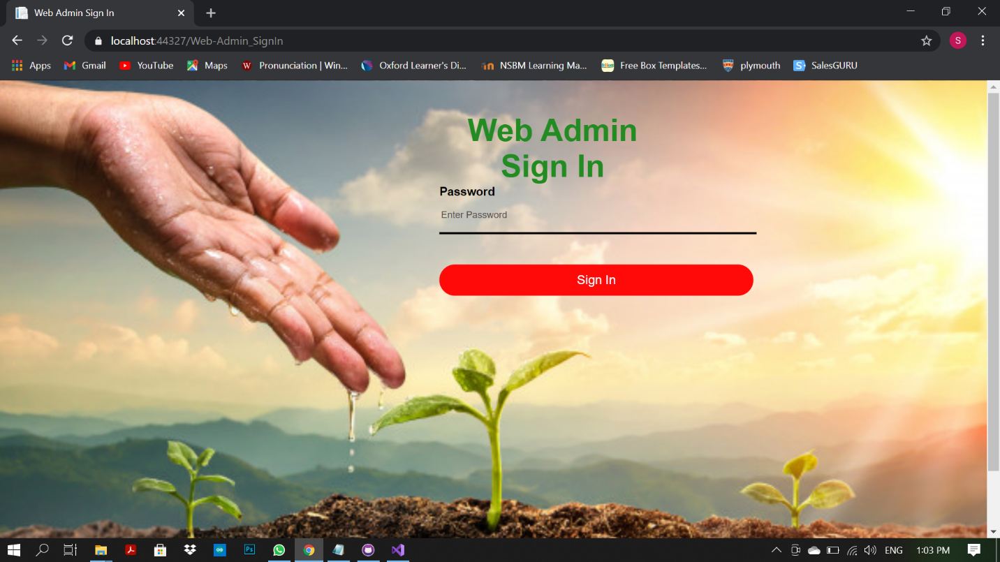 Web Admin Sign In
localhost:44327/Web-Admin_SignIn
S
Apps
Gmail
YouTube
Maps
W
Pronunciation | Win...
Oxford Learner's Di...
NSBM Learning Ma...
Free Box Templates...
plymouth
S
SalesGURU
Web Admin
Sign In
Password
Enter Password
Sign In
Ps
ENG
1:03 PM